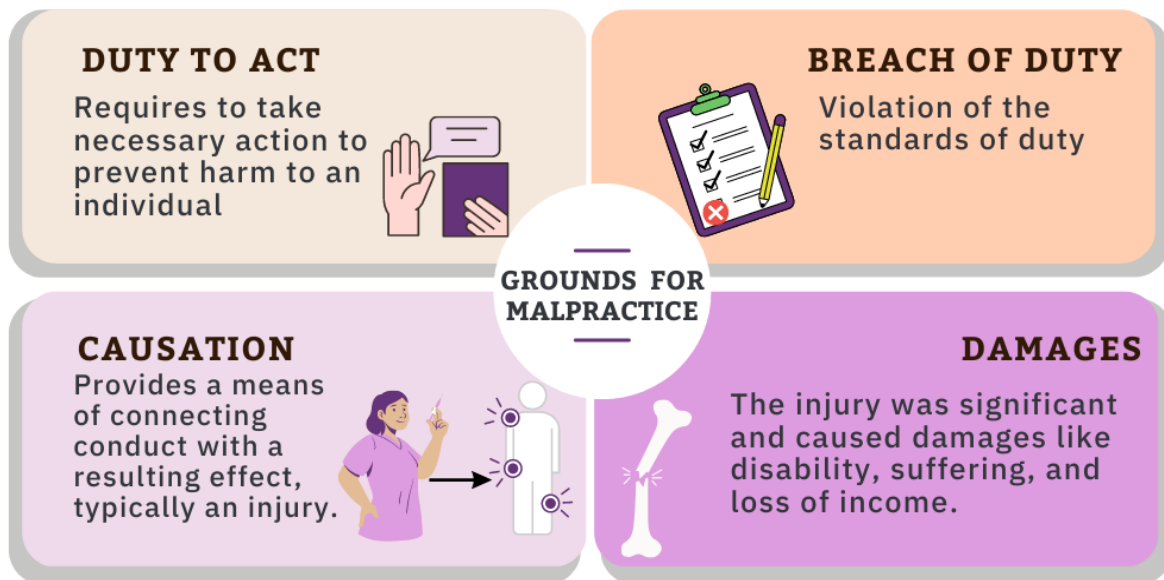 DUTY TO ACT
Requires to take
necessary action to
prevent harm to an
individual
BREACH OF DUTY
Violation of the
standards of duty
GROUNDS FOR
MALPRACTICE
CAUSATION
Provides a means
of connecting
conduct with a
resulting effect,
typically an injury.
DAMAGES
The injury was significant
and caused damages like
disability, suffering, and
loss of income.